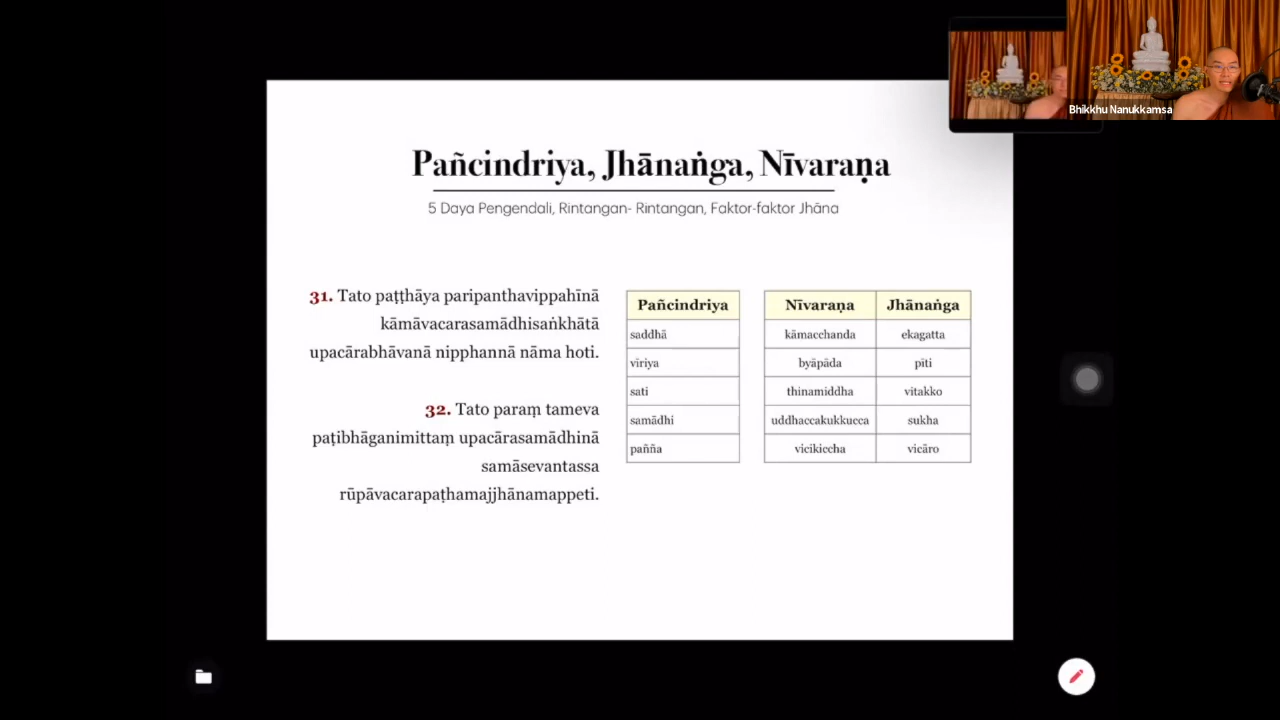 Bhikkhu Nanukkamsa
Pañcindriya, Jhānaṅga, Nīvaraṇa
5 Daya Pengendali, Rintangan- Rintangan, Faktor-faktor Jhāna
31. Tato paṭṭhāya paripanthavippahīnā
kāmāvacarasamādhisaṅkhātā
upacārabhāvanā nipphannā nāma hoti.
32. Tato paraṃ tameva
paṭibhāganimittaṃ upacārasamādhinā
samāsevantassa
rūpāvacarapaṭhamajjhānamappeti.
Pañcindriya
saddhā
viriya
sati
samādhi
pañña
Nīvaraṇa Jhānaṅga
kāmacchanda ekagatta
byāpāda pīti
thinamiddha vitakko
uddhaccakukkucca sukha
vicikiccha vicāro